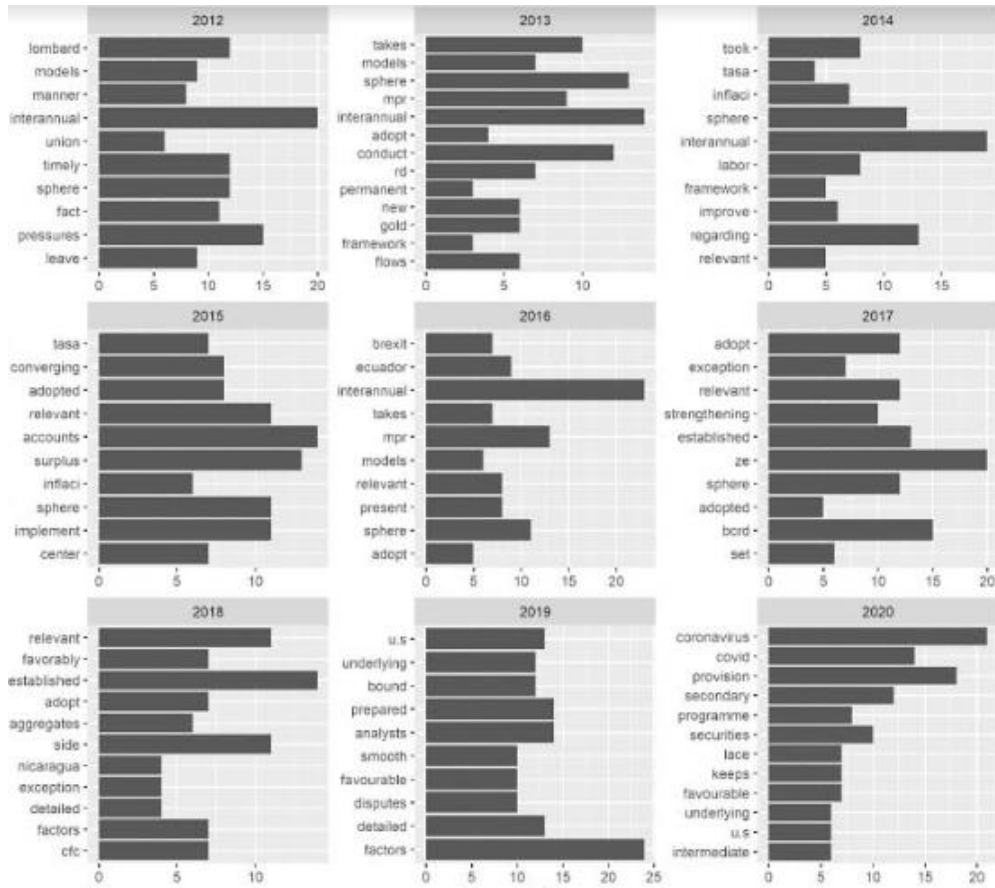 2012
lombard
models
manner
interannual
union
timely
sphere
fact
pressures
leave
0 5 10 15 20
2013
takes
models
sphere
mpr
interannual
adopt
conduct
rd
permanent
new
gold
framework
flows
0 5 10
2014
took
tasa
inflaci
sphere
interannual
labor
framework
improve
regarding
relevant
0 5 10 15
2015
tasa
converging
adopted
relevant
accounts
surplus
inflaci
sphere
implement
center
0 5 10
2016
brexit
ecuador
interannual
takes
mpr
models
relevant
present
sphere
adopt
0 5 10 15 20
2017
adopt
exception
relevant
strengthening
established
ze
sphere
adopted
bcrd
set
0 5 10 15 20
2018
relevant
favorably
established
adopt
aggregates
side
nicaragua
exception
detailed
factors
cfc
0 5 10
2019
u.s
underlying
bound
prepared
analysts
smooth
favourable
disputes
detailed
factors
0 5 10 15 20 25
2020
coronavirus
covid
provision
secondary
programme
securities
lace
keeps
favourable
underlying
u.s
intermediate
0 5 10 15 20